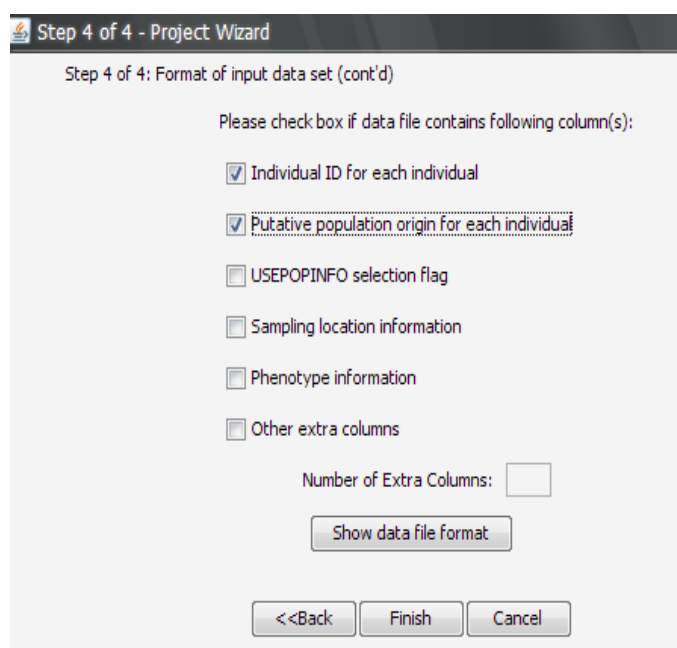 Step 4 of 4 - Project Wizard
Step 4 of 4: Format of input data set (cont'd)
Please check box if data file contains following column(s):
Individual ID for each individual
Putative population origin for each individual
USEPOPINFO selection flag
Sampling location information
Phenotype information
Other extra columns
Number of Extra Columns:
Show data file format
<<Back Finish Cancel